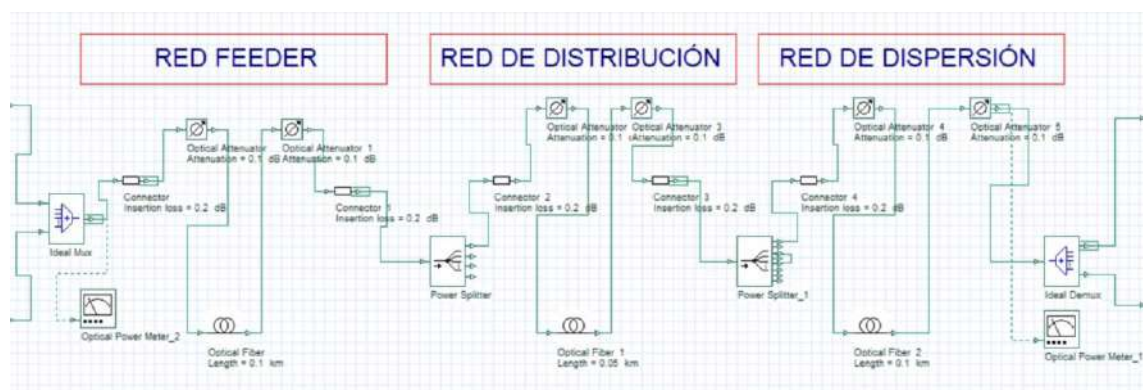 RED FEEDER
RED DE DISTRIBUCIÓN
RED DE DISPERSIÓN
Optical Attenuator
Attenuation = 0.1 dB
Optical Attenuator 1
Attenuation = 0.1 dB
Connector
Insertion loss = 0.2 dB
Connector 1
Insertion loss = 0.2 dB
Ideal Mux
Optical Power Meter_2
Optical Fiber
Length = 0.1 km
Power Splitter
Optical Attenuator
Attenuation = 0.1
Optical Attenuator 3
Attenuation = 0.1 dB
Connector 2
Insertion loss = 0.2 dB
Connector 3
Insertion loss = 0.2 dB
Optical Fiber 1
Length = 0.05 km
Power Splitter_1
Optical Attenuator 4
Attenuation = 0.1 dB
Optical Attenuator 5
Attenuation = 0.1 dB
Connector 4
Insertion loss = 0.2 dB
Optical Fiber 2
Length = 0.1 km
Ideal Demux
Optical Power Meter_1